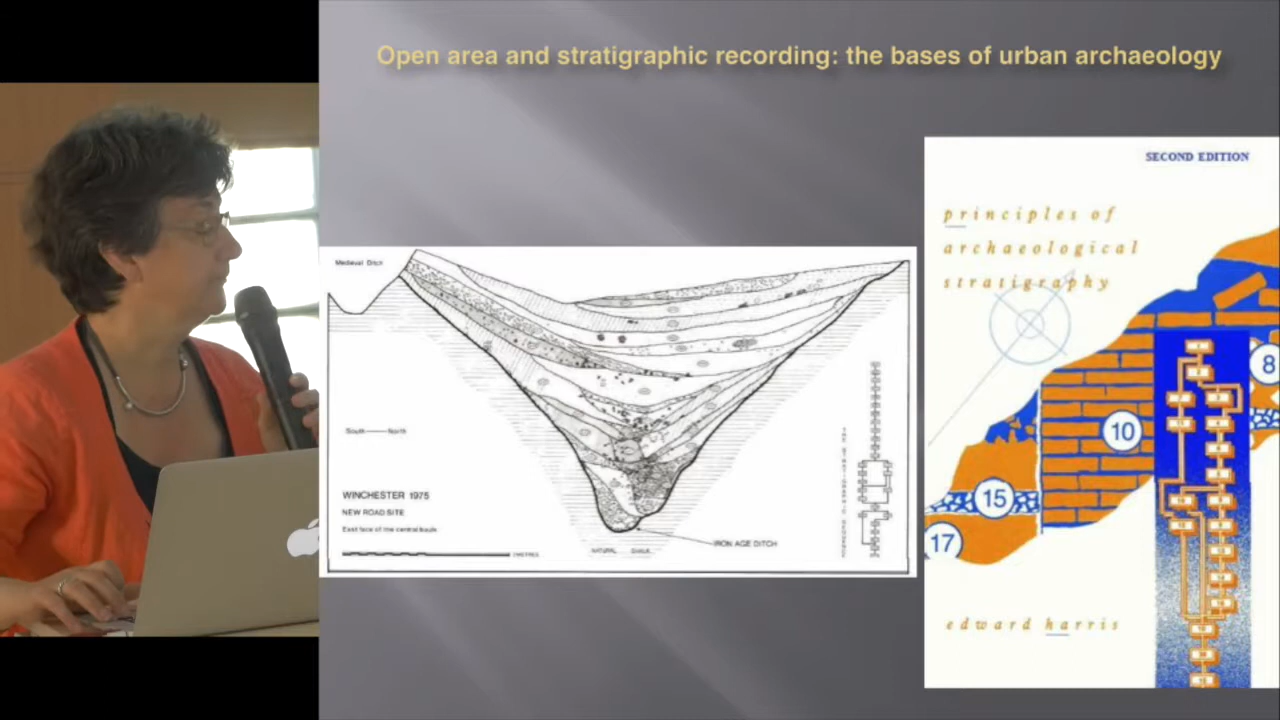 Open area and stratigraphic recording: the bases of urban archaeology
Medieval Ditch
South North
WINCHESTER 1975
NEW ROAD SITE
East face of the central baulk
METRES
NATURAL CHALK
IRON AGE DITCH
SECOND EDITION
principles of
archaeological
stratigraphy
8
10
15
17
edward harris